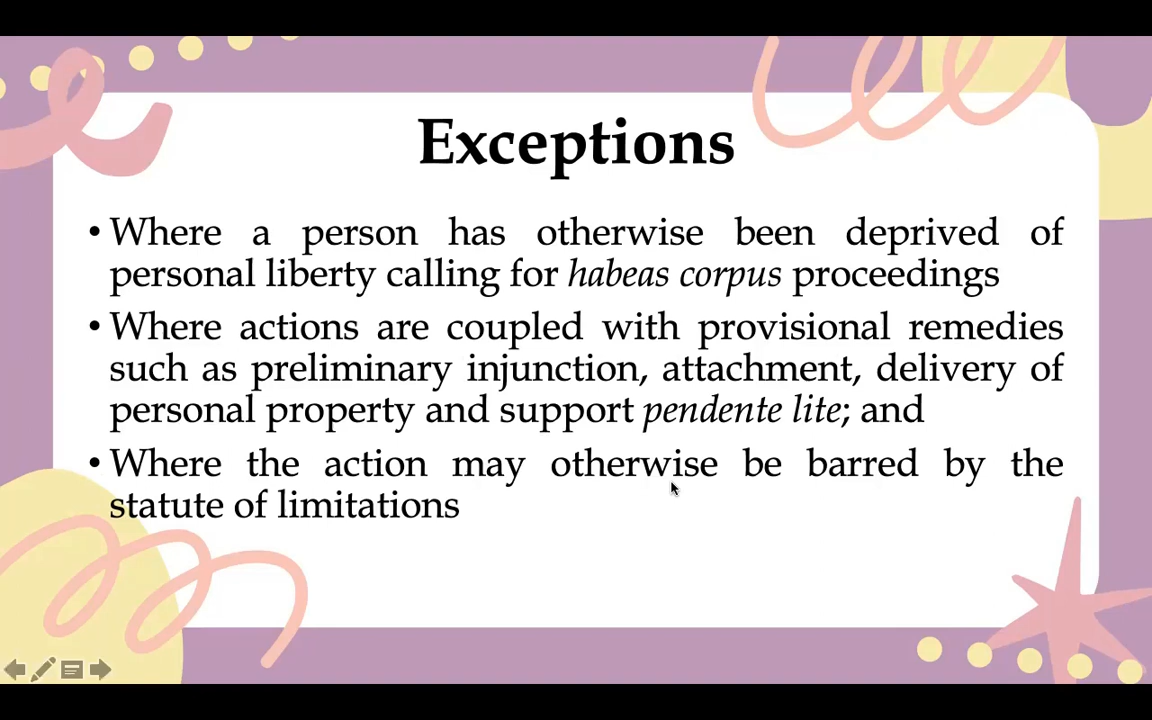 Exceptions
• Where a person has otherwise been deprived of
personal liberty calling for habeas corpus proceedings
• Where actions are coupled with provisional remedies
such as preliminary injunction, attachment, delivery of
personal property and support pendente lite; and
• Where the action may otherwise be barred by the
statute of limitations